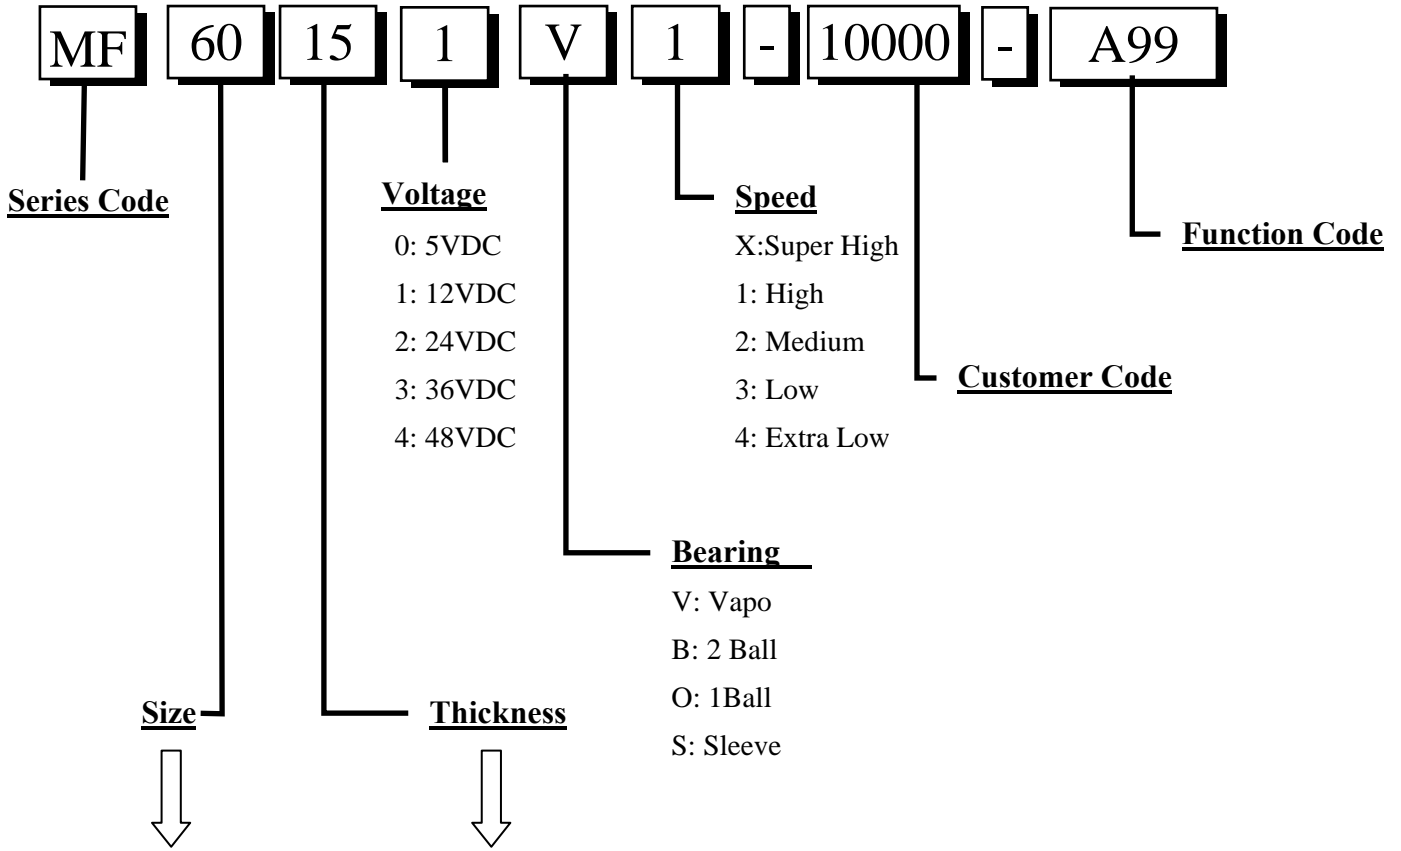 MF 60 15 1 V 1 - 10000 - A99
Series Code
Voltage
0: 5VDC
1: 12VDC
2: 24VDC
3: 36VDC
4: 48VDC
Speed
X:Super High
1: High
2: Medium
3: Low
4: Extra Low
Function Code
Customer Code
Bearing
V: Vapo
B: 2 Ball
O: 1Ball
S: Sleeve
Size
Thickness